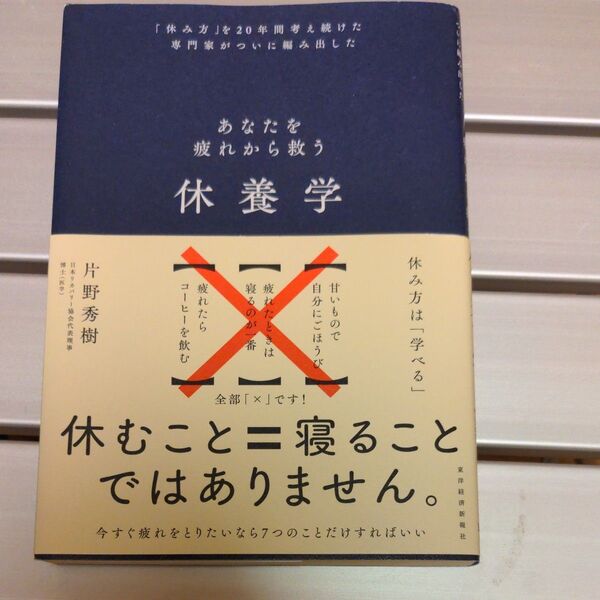 「休み方」を20年間考え続けた
専門家がついに編み出した
あなたを
疲れから救う
休養学
休み方は「学べる」
【甘いもので
自分にごほうび】
【疲れたときは
寝るのが一番】
【疲れたら
コーヒーを飲む】
片野秀樹
日本リカバリー協会代表理事
博士(医学)
全部「×」です!
休むこと=寝ること
ではありません。
東洋経済新報社
今すぐ疲れをとりたいなら7つのことだけすればいい